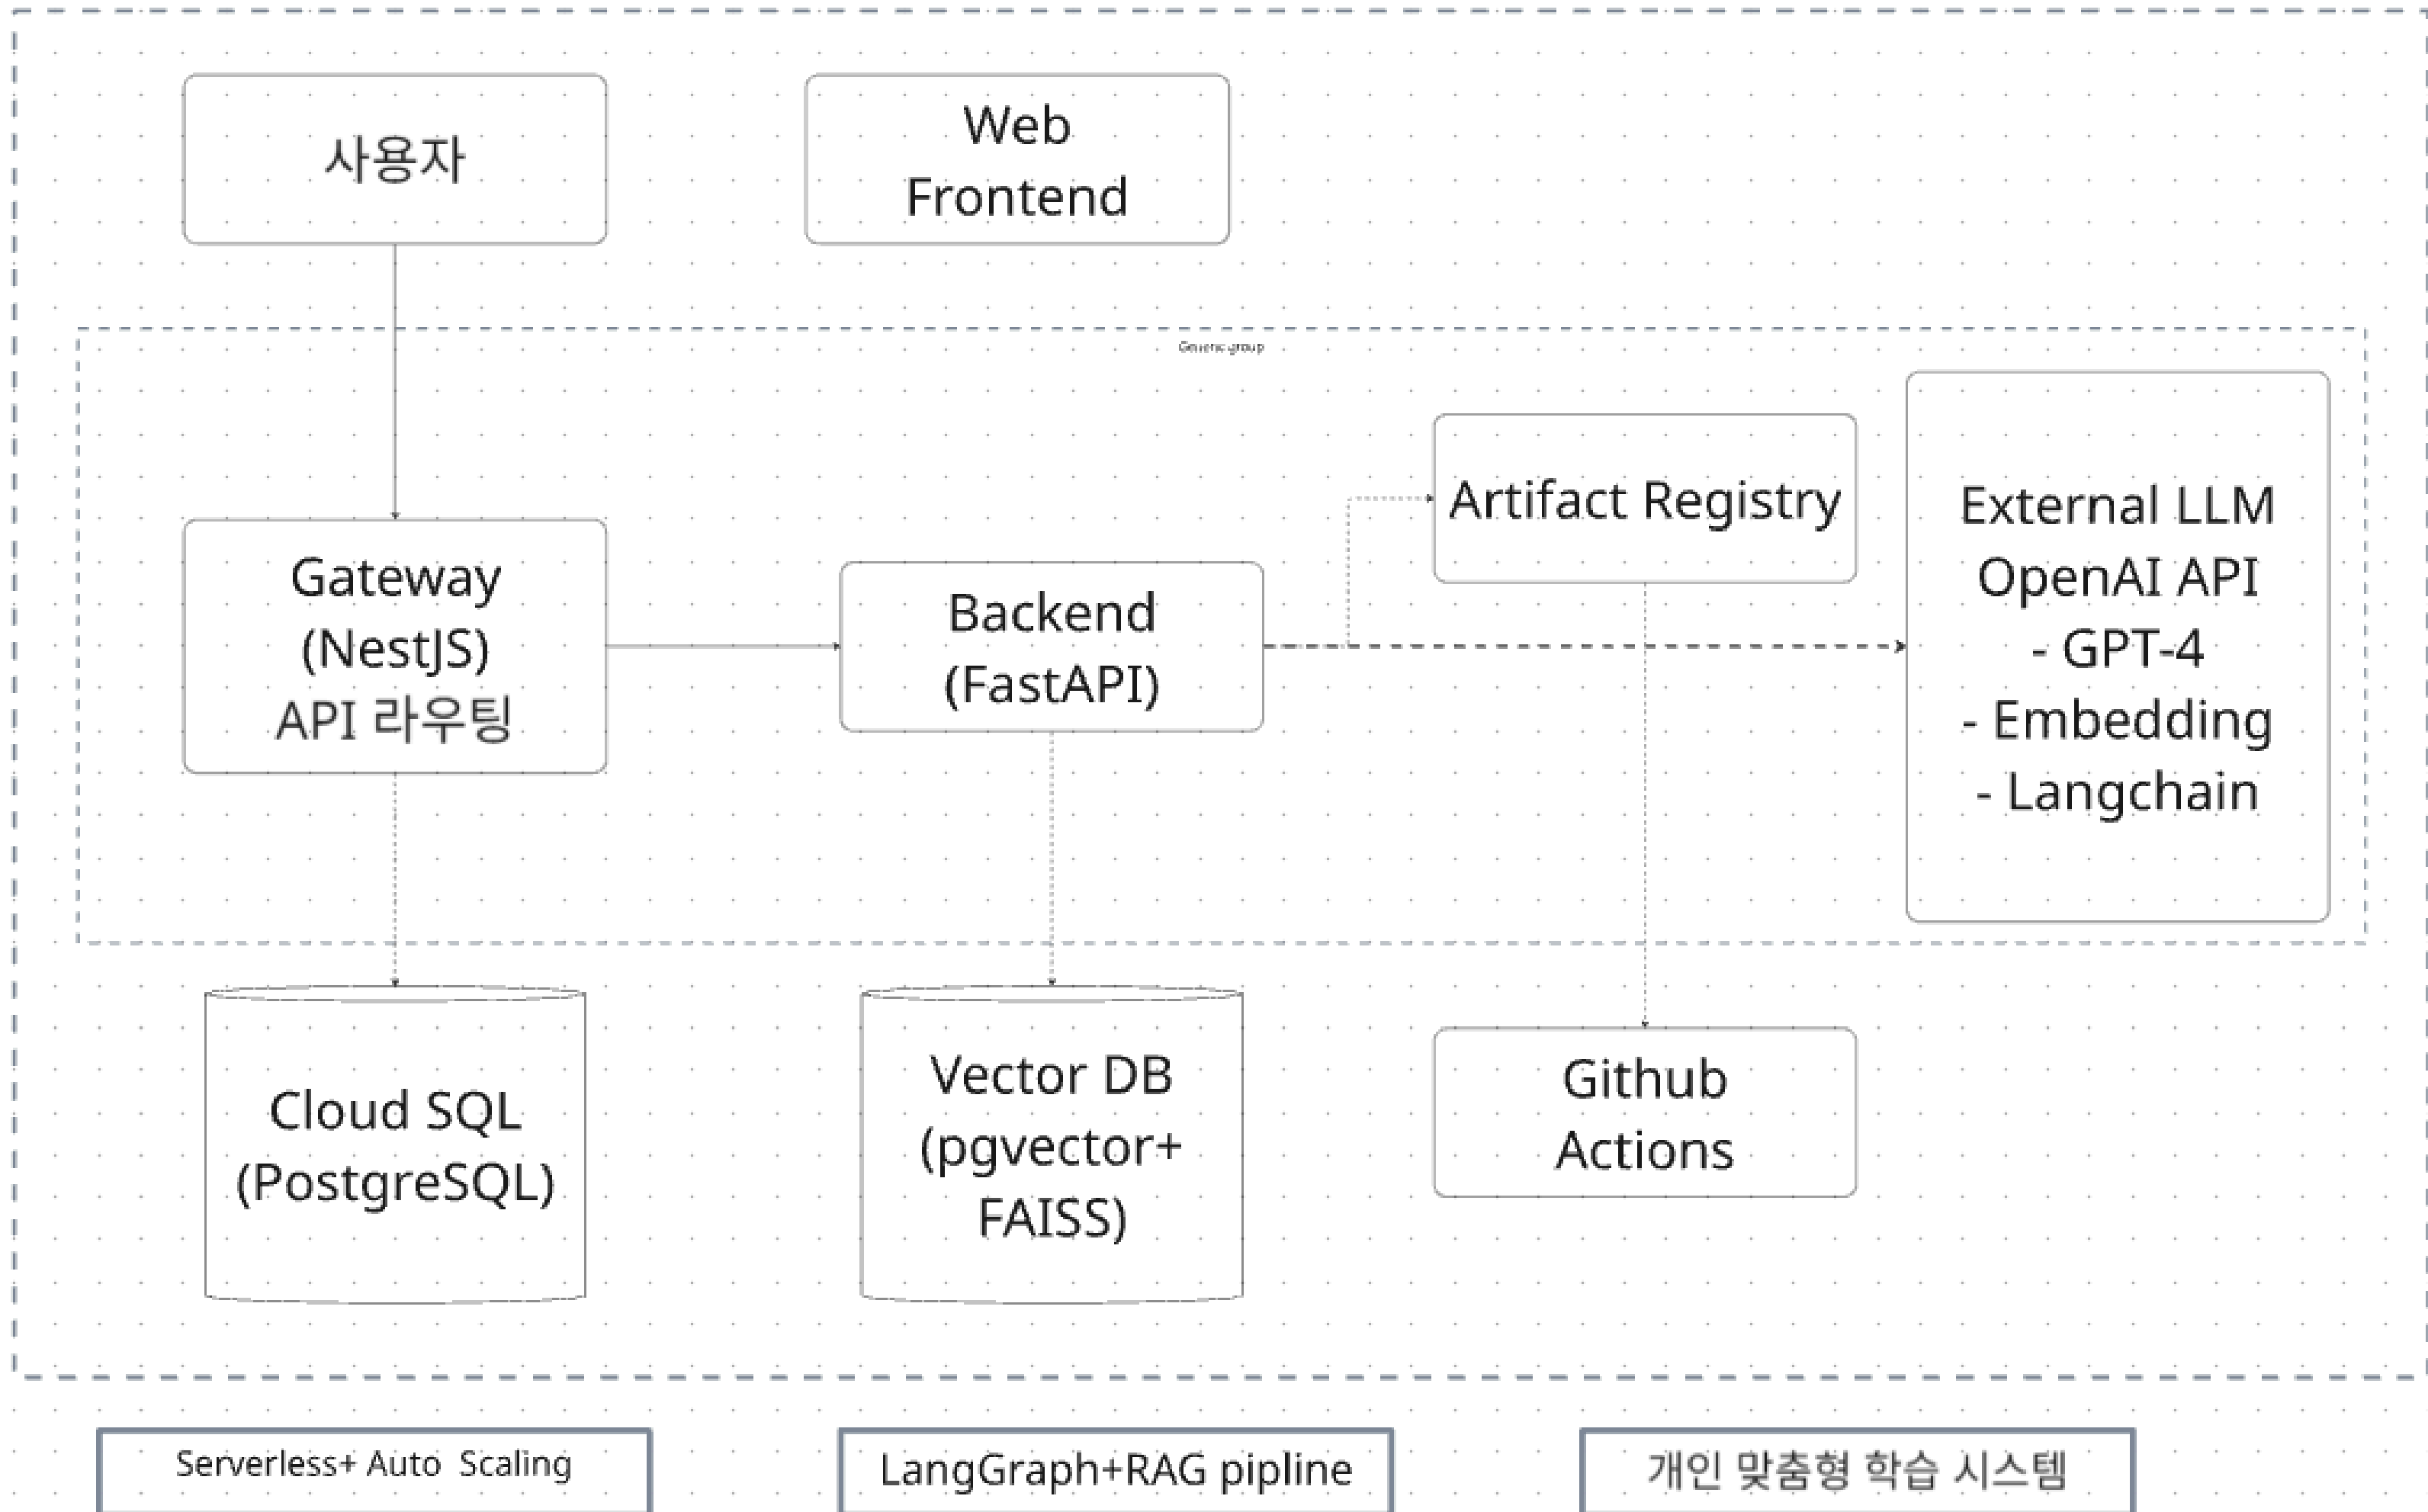 사용자
Web
Frontend
Generic group
Gateway
(NestJS)
API 라우팅
Backend
(FastAPI)
Artifact Registry
External LLM
OpenAI API
- GPT-4
- Embedding
- Langchain
Cloud SQL
(PostgreSQL)
Vector DB
(pgvector+
FAISS)
Github
Actions
Serverless+ Auto  Scaling
LangGraph+RAG pipline
개인 맞춤형 학습 시스템